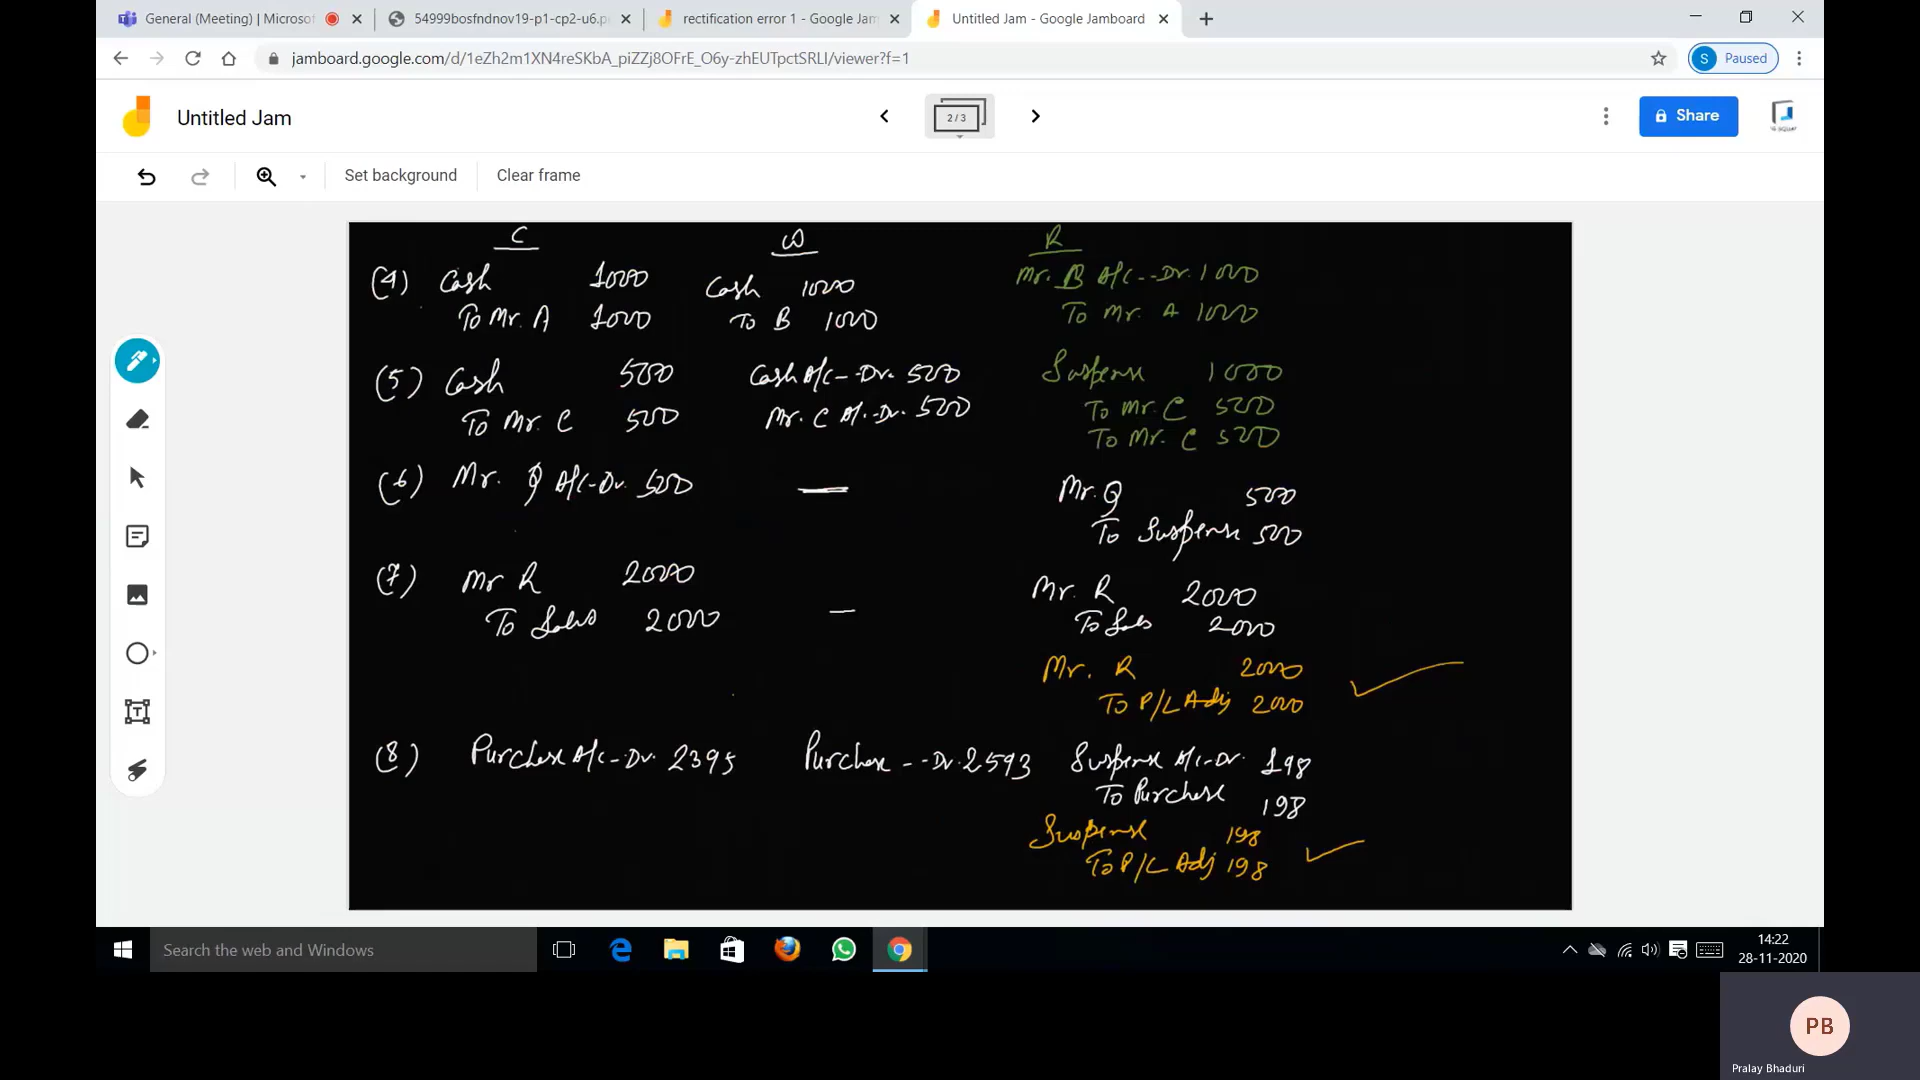 General (Meeting) | Microso
54999bosfndnov19-p1-cp2-u6.p
rectification error 1 - Google Jam
Untitled Jam - Google Jamboard
jamboard.google.com/d/1eZh2m1XN4reSKbA_piZZj8OFrE_O6y-zhEUTpctSRLI/viewer?f=1
S Paused
Untitled Jam
2 / 3
Share
Set background
Clear frame
C
W
R
(4) Cash 1000
To Mr. A 1000
Cash 1000
To B 1000
Mr. B A/C--Dr. 1000
To Mr. A 1000
(5) Cash 500
To Mr. C 500
Cash A/C--Dr. 500
Mr. C A/c.-Dr. 500
Suspense 1000
To Mr. C 500
To Mr. C 500
(6) Mr. Q A/C-Dr. 500
—
Mr. Q 500
To Suspense 500
(7) Mr R 2000
To Sales 2000
—
Mr. R 2000
To Sales 2000
Mr. R 2000
To P/L Adj 2000
(8) Purchase A/C-Dr. 2395
Purchase --Dr. 2593
Suspense A/C-Dr. 198
To Purchase 198
Suspense 198
To P/L Adj 198
Search the web and Windows
14:22
28-11-2020
PB
Pralay Bhaduri